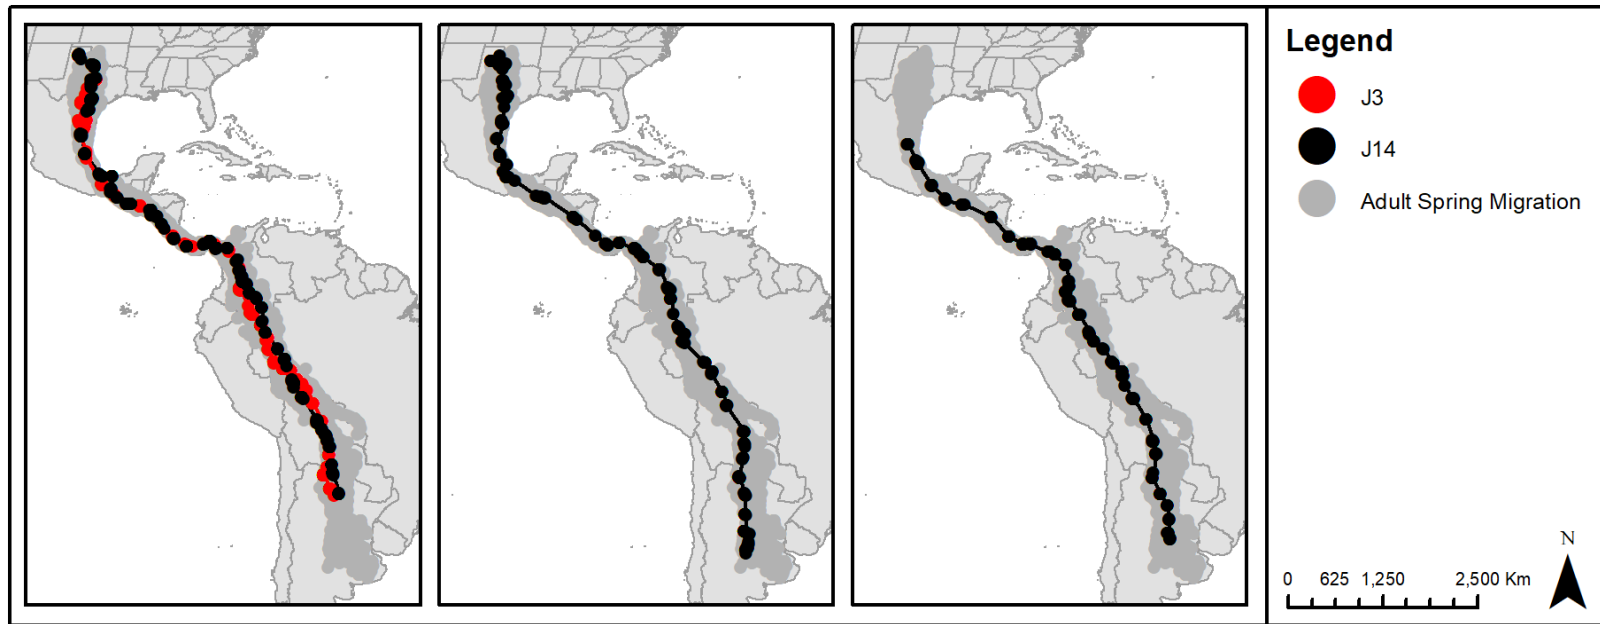 Legend
J3
J14
Adult Spring Migration
N
0 625 1,250 2,500 Km